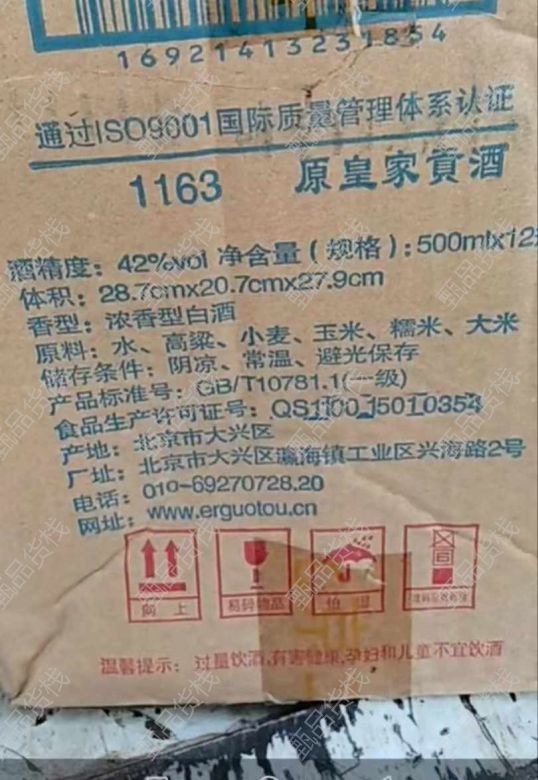 16921413231854
通过ISO9001国际质量管理体系认证
1163 原皇家貢酒
酒精度：42%vol 净含量（规格）：500mlx12
体积：28.7cmx20.7cmx27.9cm
香型：浓香型白酒
原料：水、高粱、小麦、玉米、糯米、大米
储存条件：阴凉、常温、避光保存
产品标准号：GB/T10781.1(一级)
食品生产许可证号：QS1100 15010354
产地：北京市大兴区
厂址：北京市大兴区瀛海镇工业区兴海路2号
电话：010-69270728.20
网址：www.erguotou.cn
向上 易碎物品 怕
温馨提示：过量饮酒,有害健康,孕妇和儿童不宜饮酒
甄品货栈